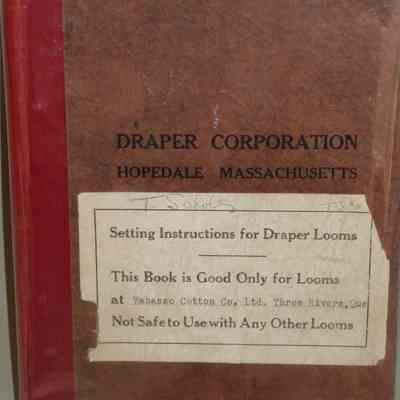 DRAPER CORPORATION
HOPEDALE MASSACHUSETTS
T.
Setting Instructions for Draper Looms
This Book is Good Only for Looms
at Wabasso Cotton Co. Ltd. Three Rivers, Que
Not Safe to Use with Any Other Looms